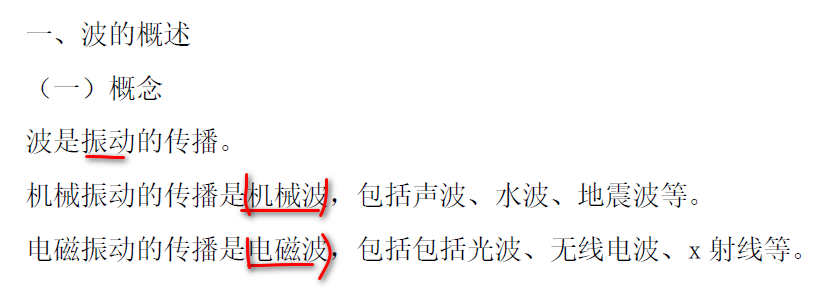 一、波的概述
（一）概念
波是振动的传播。
机械振动的传播是机械波，包括声波、水波、地震波等。
电磁振动的传播是电磁波，包括包括光波、无线电波、x 射线等。